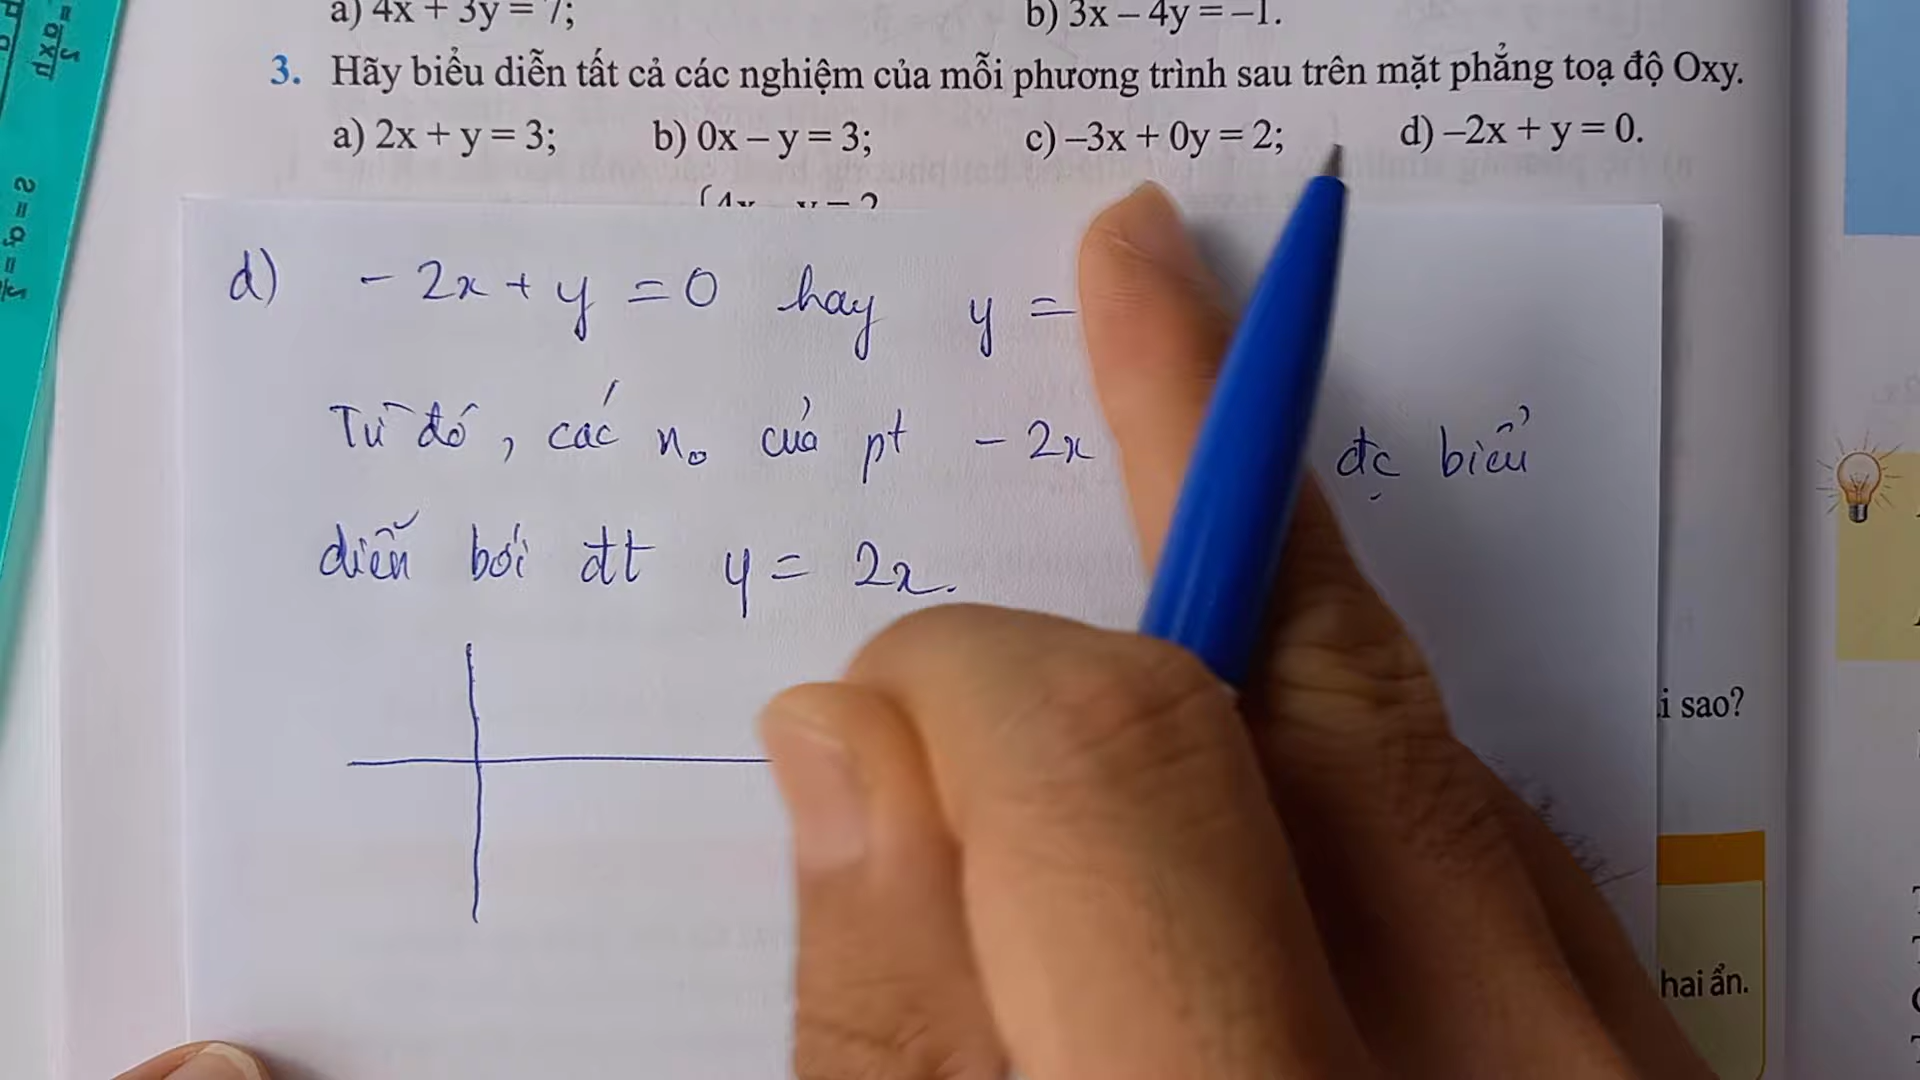 a) 4x + 3y = 7; b) 3x – 4y = –1.
3. Hãy biểu diễn tất cả các nghiệm của mỗi phương trình sau trên mặt phẳng toạ độ Oxy.
a) 2x + y = 3; b) 0x – y = 3; c) –3x + 0y = 2; d) –2x + y = 0.
d) - 2x + y = 0 hay y =
Từ đó, các n₀ của pt - 2x đc biểu
diễn bởi đt y = 2x.
i sao?
hai ẩn.